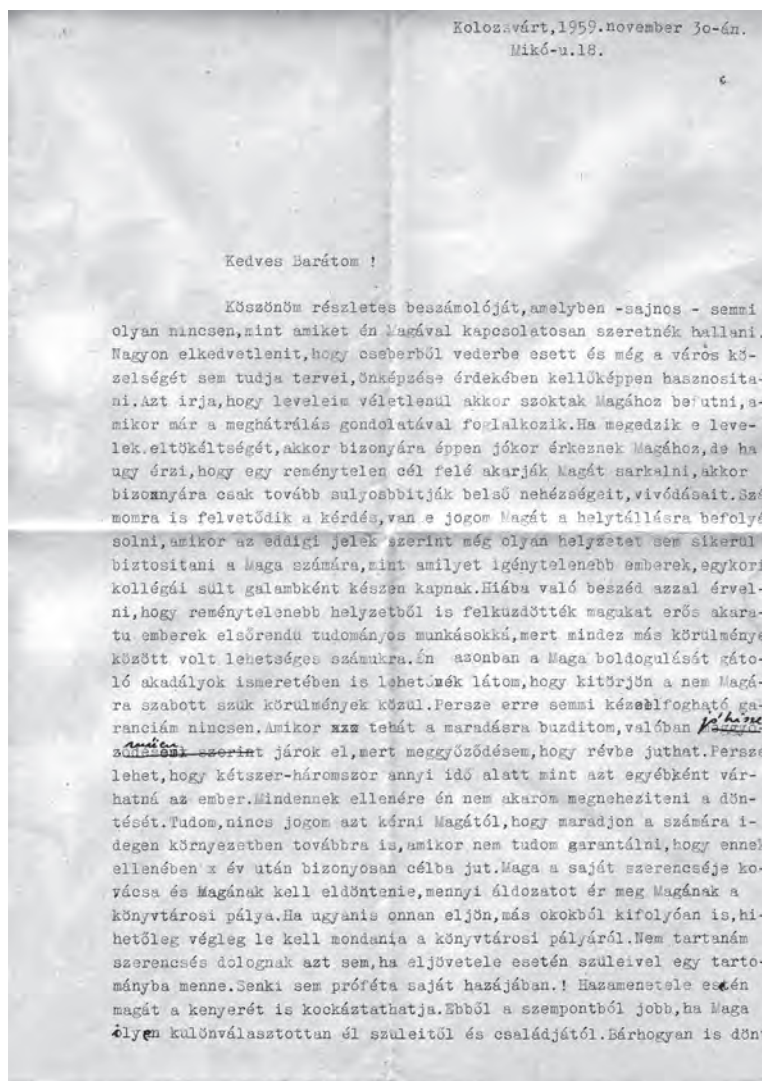 Kolozsvárt,1959.november 30-án.
Mikó-u.18.
Kedves Barátom !
Köszönöm részletes beszámolóját,amelyben -sajnos - semmi
olyan nincsen,mint amiket én Magával kapcsolatosan szeretnék hallani.
Nagyon elkedvetlenit,hogy cseberből vederbe esett és még a város kö-
zelségét sem tudja tervei,önképzése érdekében kellőképpen hasznosita-
ni.Azt irja,hogy leveleim véletlenül akkor szoktak Magához befutni,a-
mikor már a meghátrálás gondolatával foglalkozik.Ha megedzik e leve-
lek eltökéltségét,akkor bizonyára éppen jókor érkeznek Magához,de ha
ugy érzi,hogy egy reménytelen cél felé akarják Magát sarkalni,akkor
bizonnyára csak tovább sulyosbbitják belső nehézségeit,vivódásait.Szá
momra is felvetődik a kérdés,van e jogom Magát a helytállásra befolyá
solni,amikor az eddigi jelek szerint még olyan helyzetet sem sikerül
biztositani a Maga számára,mint amilyet igénytelenebb emberek,egykori
kollégái sült galambként készen kapnak.Hiába való beszéd azzal érvel-
ni,hogy reménytelenebb helyzetből is felküzdötték magukat erős akara-
tu emberek elsőrendü tudományos munkásokká,mert mindez más körülménye
között volt lehetséges számukra.Én azonban a Maga boldogulását gáto-
ló akadályok ismeretében is lehetőnek látom,hogy kitörjön a nem Magá-
ra szabott szük körülmények közül.Persze erre semmi kézzelfogható ga-
ranciám nincsen.Amikor xxx tehát a maradásra buzditom,valóban jóhisze
müen járok el,mert meggyőződésem,hogy révbe juthat.Persze
lehet,hogy kétszer-háromszor annyi idő alatt mint azt egyébként vár-
hatná az ember.Mindennek ellenére én nem akarom megneheziteni a dön-
tését.Tudom,nincs jogom azt kérni Magától,hogy maradjon a számára i-
degen környezetben továbbra is,amikor nem tudom garantálni,hogy ennek
ellenében x év után bizonyosan célba jut.Maga a saját szerencséje ko-
vácsa és Magának kell eldöntenie,mennyi áldozatot ér meg Magának a
könyvtárosi pálya.Ha ugyanis onnan eljön,más okokból kifolyóan is,hi-
hetőleg végleg le kell mondania a könyvtárosi pályáról.Nem tartanám
szerencsés dolognak azt sem,ha eljövetele esetén szüleivel egy tarto-
mányba menne.Senki sem próféta saját hazájában.! Hazamenetele esetén
magát a kenyerét is kockáztathatja.Ebből a szempontból jobb,ha Maga
ilyen különválasztottan él szüleitől és családjától.Bárhogyan is dönt